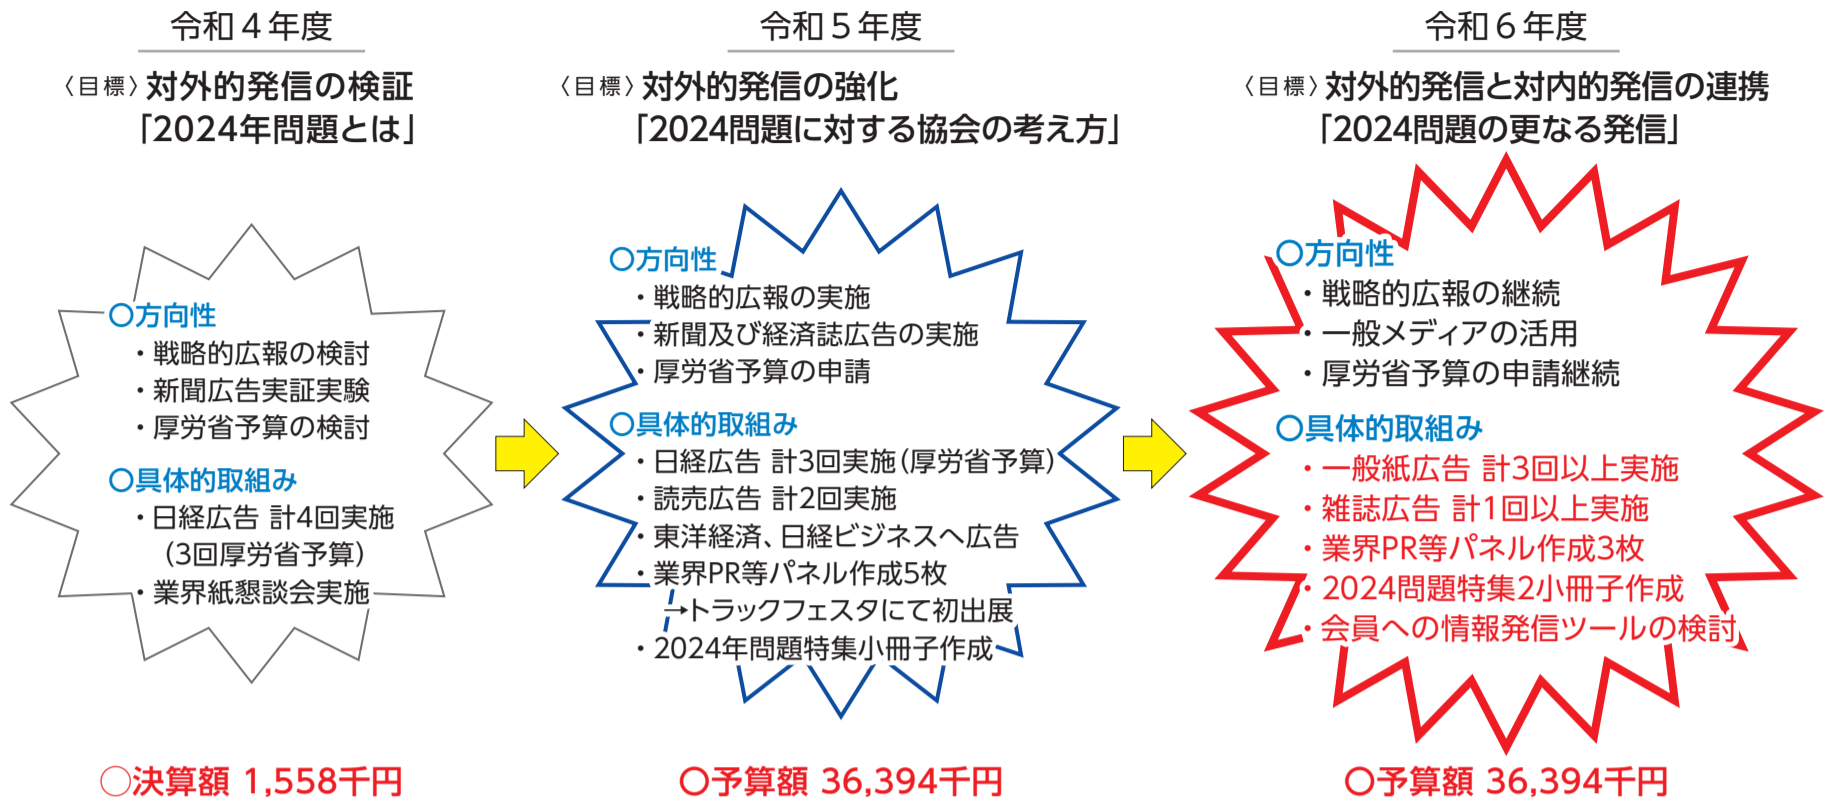 令和４年度
〈目標〉対外的発信の検証
「2024年問題とは」
〇方向性
・戦略的広報の検討
・新聞広告実証実験
・厚労省予算の検討
〇具体的取組み
・日経広告 計4回実施
（3回厚労省予算）
・業界紙懇談会実施
〇決算額 1,558千円
令和５年度
〈目標〉対外的発信の強化
「2024問題に対する協会の考え方」
〇方向性
・戦略的広報の実施
・新聞及び経済誌広告の実施
・厚労省予算の申請
〇具体的取組み
・日経広告 計3回実施（厚労省予算）
・読売広告 計2回実施
・東洋経済、日経ビジネスへ広告
・業界PR等パネル作成5枚
→トラックフェスタにて初出展
・2024年問題特集小冊子作成
〇予算額 36,394千円
令和６年度
〈目標〉対外的発信と対内的発信の連携
「2024問題の更なる発信」
〇方向性
・戦略的広報の継続
・一般メディアの活用
・厚労省予算の申請継続
〇具体的取組み
・一般紙広告 計3回以上実施
・雑誌広告 計1回以上実施
・業界PR等パネル作成3枚
・2024問題特集2小冊子作成
・会員への情報発信ツールの検討
〇予算額 36,394千円